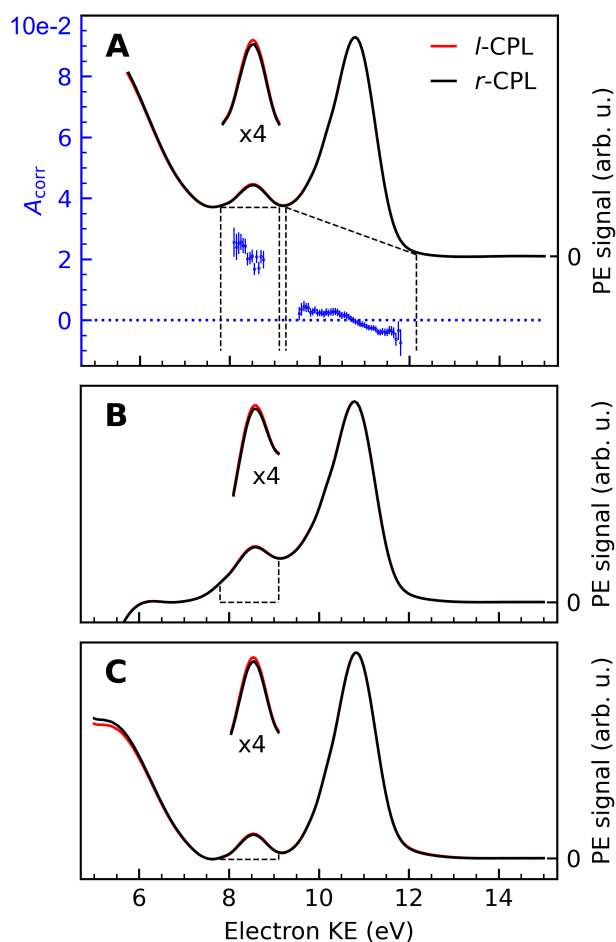 10e-2
8
6
4
2
0
A_corr
A
x4
l-CPL
r-CPL
0
PE signal (arb. u.)
B
x4
0
PE signal (arb. u.)
C
x4
0
PE signal (arb. u.)
6 8 10 12 14
Electron KE (eV)